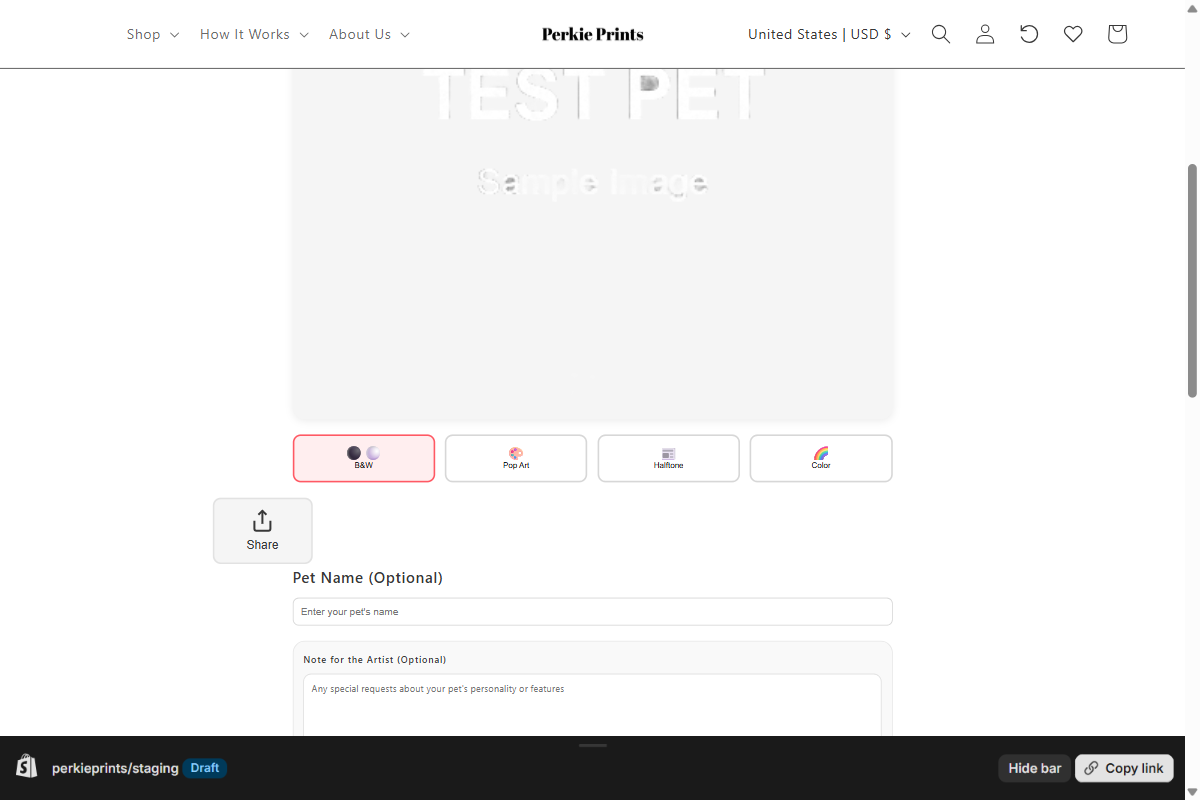 Shop How It Works About Us Perkie Prints United States | USD $
TEST PET
Sample Image
B&W Pop Art Halftone Color
Share
Pet Name (Optional)
Enter your pet's name
Note for the Artist (Optional)
Any special requests about your pet's personality or features
perkieprints/staging Draft Hide bar Copy link